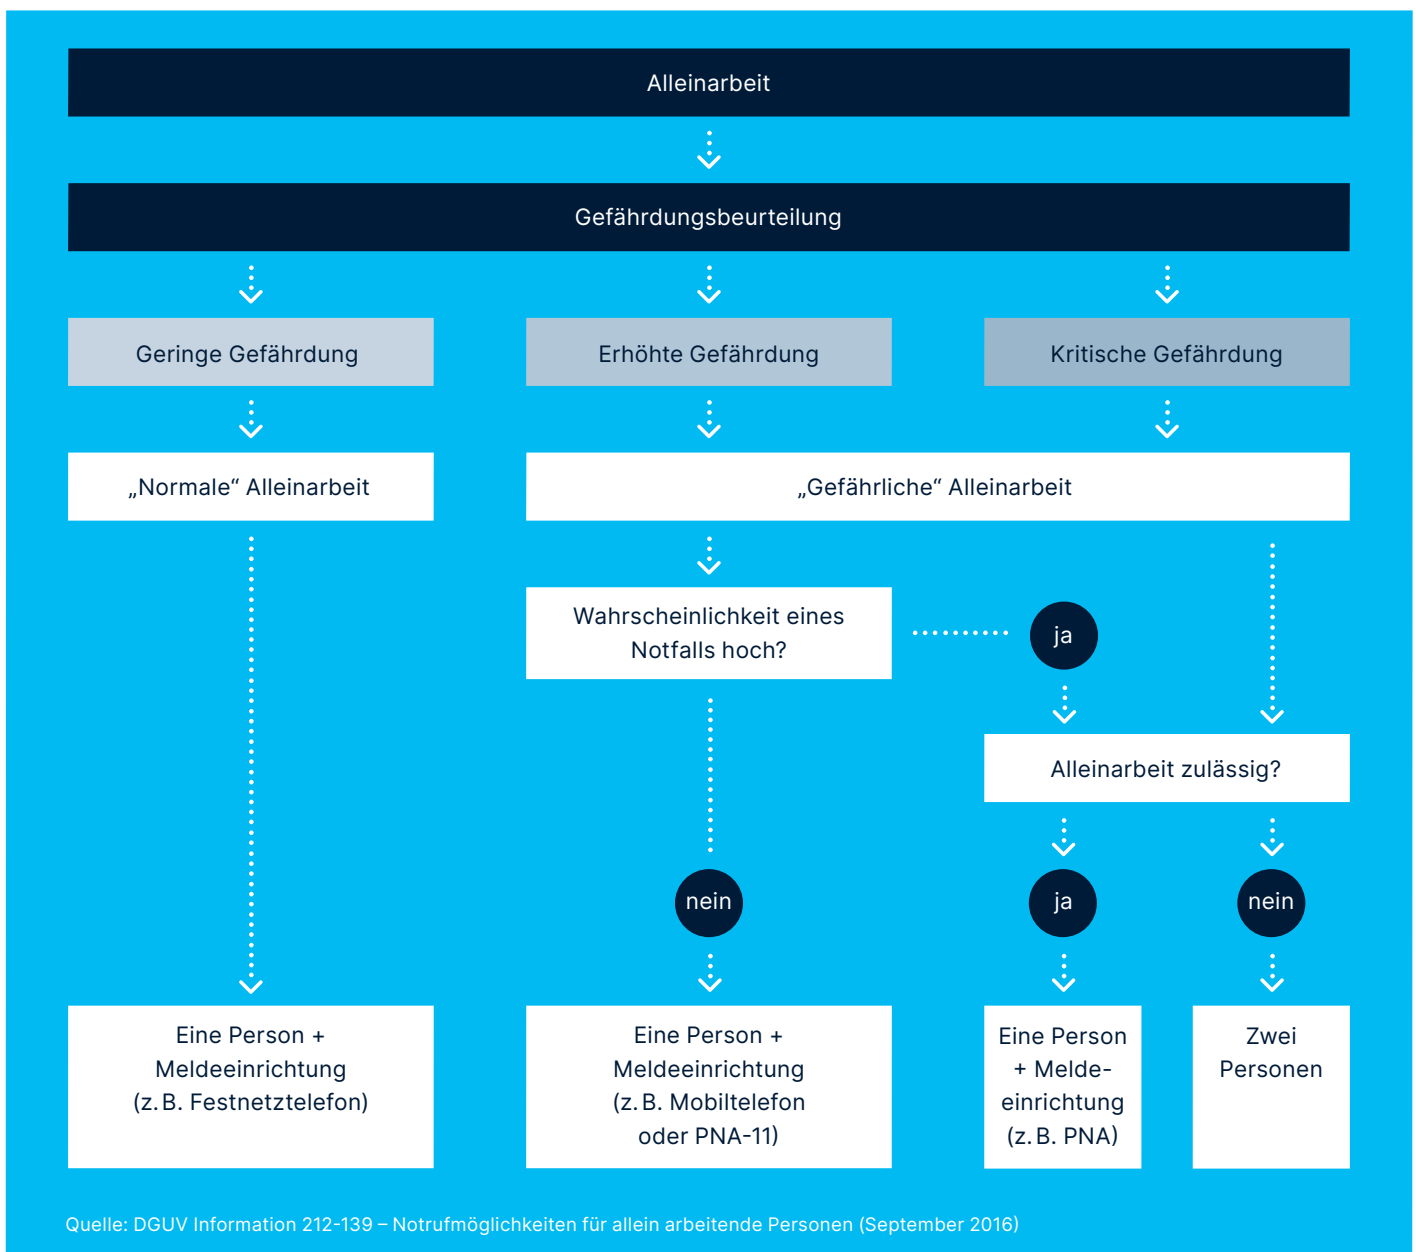 Alleinarbeit
Gefährdungsbeurteilung
Geringe Gefährdung
Erhöhte Gefährdung
Kritische Gefährdung
„Normale“ Alleinarbeit
„Gefährliche“ Alleinarbeit
Wahrscheinlichkeit eines
Notfalls hoch?
ja
Alleinarbeit zulässig?
nein
ja
nein
Eine Person +
Meldeeinrichtung
(z. B. Festnetztelefon)
Eine Person +
Meldeeinrichtung
(z. B. Mobiltelefon
oder PNA-11)
Eine Person
+ Melde-
einrichtung
(z. B. PNA)
Zwei
Personen
Quelle: DGUV Information 212-139 – Notrufmöglichkeiten für allein arbeitende Personen (September 2016)